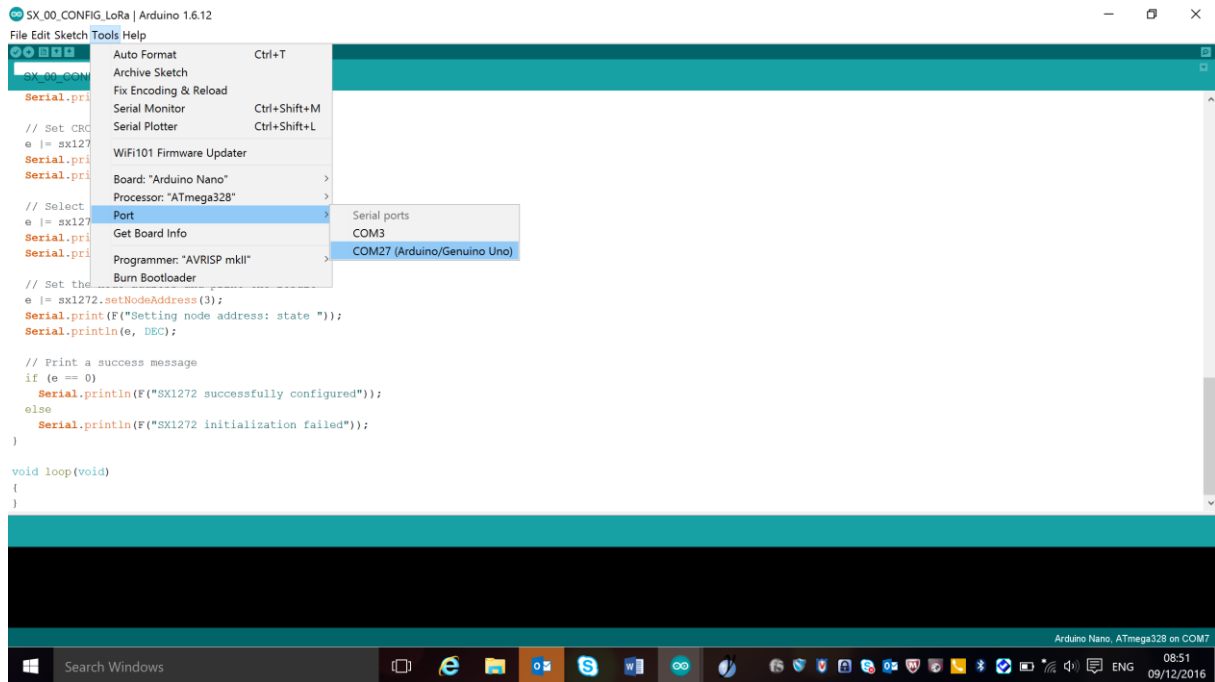 SX_00_CONFIG_LoRa | Arduino 1.6.12
File Edit Sketch Tools Help
Auto Format Ctrl+T
Archive Sketch
Fix Encoding & Reload
Serial Monitor Ctrl+Shift+M
Serial Plotter Ctrl+Shift+L
WiFi101 Firmware Updater
Board: "Arduino Nano"
Processor: "ATmega328"
Port
Get Board Info
Programmer: "AVRISP mkII"
Burn Bootloader
Serial ports
COM3
COM27 (Arduino/Genuino Uno)
SX_00_CON
Serial.pri
// Set CRC
e |= sx127
Serial.pri
Serial.pri
// Select
e |= sx127
Serial.pri
Serial.pri
// Set the
e |= sx1272.setNodeAddress(3);
Serial.print(F("Setting node address: state "));
Serial.println(e, DEC);
// Print a success message
if (e == 0)
Serial.println(F("SX1272 successfully configured"));
else
Serial.println(F("SX1272 initialization failed"));
}
void loop(void)
{
}
Arduino Nano, ATmega328 on COM7
Search Windows
ENG
08:51
09/12/2016